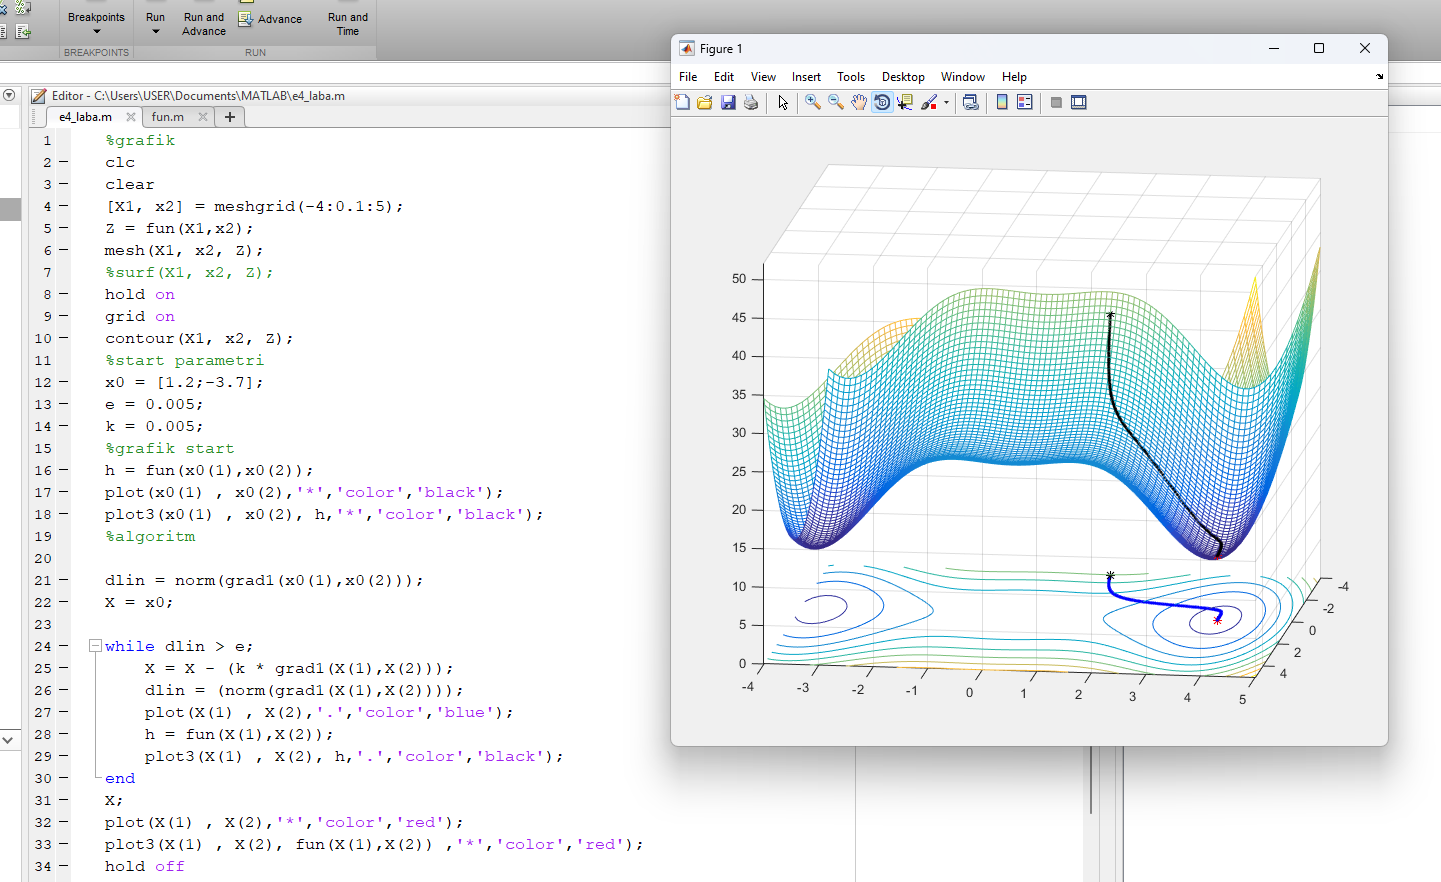 Breakpoints
Run
Run and
Advance
Advance
Run and
Time
BREAKPOINTS
RUN
Editor - C:\Users\USER\Documents\MATLAB\e4_laba.m
e4_laba.m
fun.m
1 %grafik
2 clc
3 clear
4 [X1, x2] = meshgrid(-4:0.1:5);
5 Z = fun(X1,x2);
6 mesh(X1, x2, Z);
7 %surf(X1, x2, Z);
8 hold on
9 grid on
10 contour(X1, x2, Z);
11 %start parametri
12 x0 = [1.2;-3.7];
13 e = 0.005;
14 k = 0.005;
15 %grafik start
16 h = fun(x0(1),x0(2));
17 plot(x0(1) , x0(2),'*','color','black');
18 plot3(x0(1) , x0(2), h,'*','color','black');
19 %algoritm
20
21 dlin = norm(grad1(x0(1),x0(2)));
22 X = x0;
23
24 while dlin > e;
25 X = X - (k * grad1(X(1),X(2)));
26 dlin = (norm(grad1(X(1),X(2))));
27 plot(X(1) , X(2),'.','color','blue');
28 h = fun(X(1),X(2));
29 plot3(X(1) , X(2), h,'.','color','black');
30 end
31 X;
32 plot(X(1) , X(2),'*','color','red');
33 plot3(X(1) , X(2), fun(X(1),X(2)) ,'*','color','red');
34 hold off
Figure 1
File Edit View Insert Tools Desktop Window Help
50
45
40
35
30
25
20
15
10
5
0
-4 -3 -2 -1 0 1 2 3 4 5
-4
-2
0
2
4